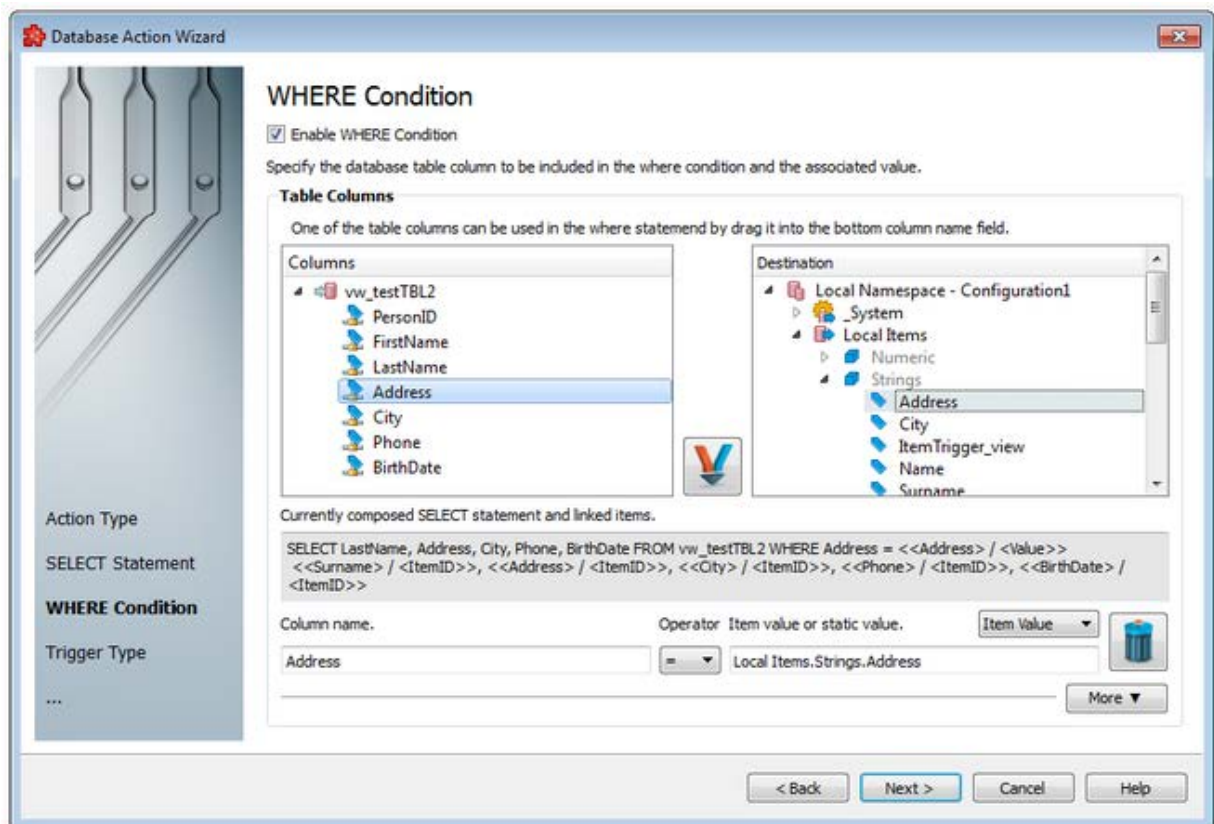 Database Action Wizard
WHERE Condition
Enable WHERE Condition
Specify the database table column to be included in the where condition and the associated value.
Table Columns
One of the table columns can be used in the where statemend by drag it into the bottom column name field.
Columns
vw_testTBL2
PersonID
FirstName
LastName
Address
City
Phone
BirthDate
Destination
Local Namespace - Configuration1
_System
Local Items
Numeric
Strings
Address
City
ItemTrigger_view
Name
Surname
Action Type
SELECT Statement
WHERE Condition
Trigger Type
...
Currently composed SELECT statement and linked items.
SELECT LastName, Address, City, Phone, BirthDate FROM vw_testTBL2 WHERE Address = <<Address> / <Value>>
<<Surname> / <ItemID>>, <<Address> / <ItemID>>, <<City> / <ItemID>>, <<Phone> / <ItemID>>, <<BirthDate> /
<ItemID>>
Column name. Operator Item value or static value. Item Value
Address = Local Items.Strings.Address
More ▼
< Back Next > Cancel Help